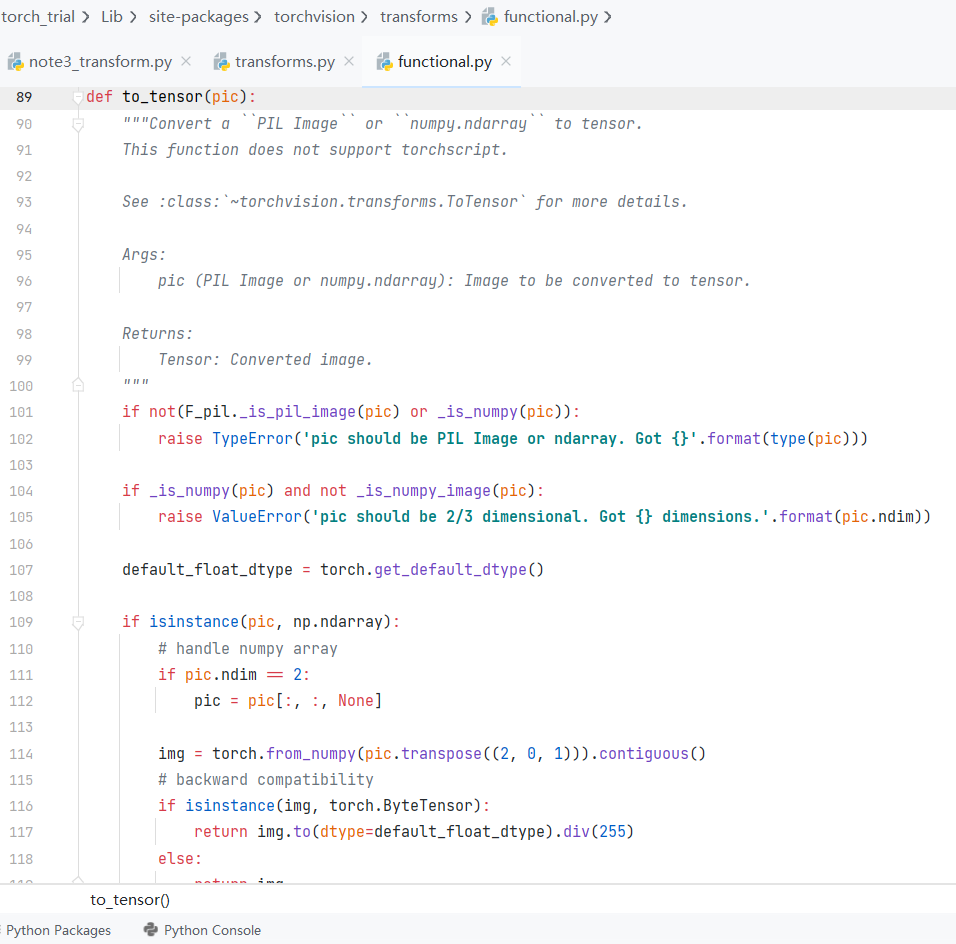 torch_trial > Lib > site-packages > torchvision > transforms > functional.py >
note3_transform.py × transforms.py × functional.py ×
89 def to_tensor(pic):
90 """Convert a ``PIL Image`` or ``numpy.ndarray`` to tensor.
91 This function does not support torchscript.
92
93 See :class:`~torchvision.transforms.ToTensor` for more details.
94
95 Args:
96 pic (PIL Image or numpy.ndarray): Image to be converted to tensor.
97
98 Returns:
99 Tensor: Converted image.
100 """
101 if not(F_pil._is_pil_image(pic) or _is_numpy(pic)):
102 raise TypeError('pic should be PIL Image or ndarray. Got {}'.format(type(pic)))
103
104 if _is_numpy(pic) and not _is_numpy_image(pic):
105 raise ValueError('pic should be 2/3 dimensional. Got {} dimensions.'.format(pic.ndim))
106
107 default_float_dtype = torch.get_default_dtype()
108
109 if isinstance(pic, np.ndarray):
110 # handle numpy array
111 if pic.ndim == 2:
112 pic = pic[:, :, None]
113
114 img = torch.from_numpy(pic.transpose((2, 0, 1))).contiguous()
115 # backward compatibility
116 if isinstance(img, torch.ByteTensor):
117 return img.to(dtype=default_float_dtype).div(255)
118 else:
119 return img
to_tensor()
Python Packages Python Console